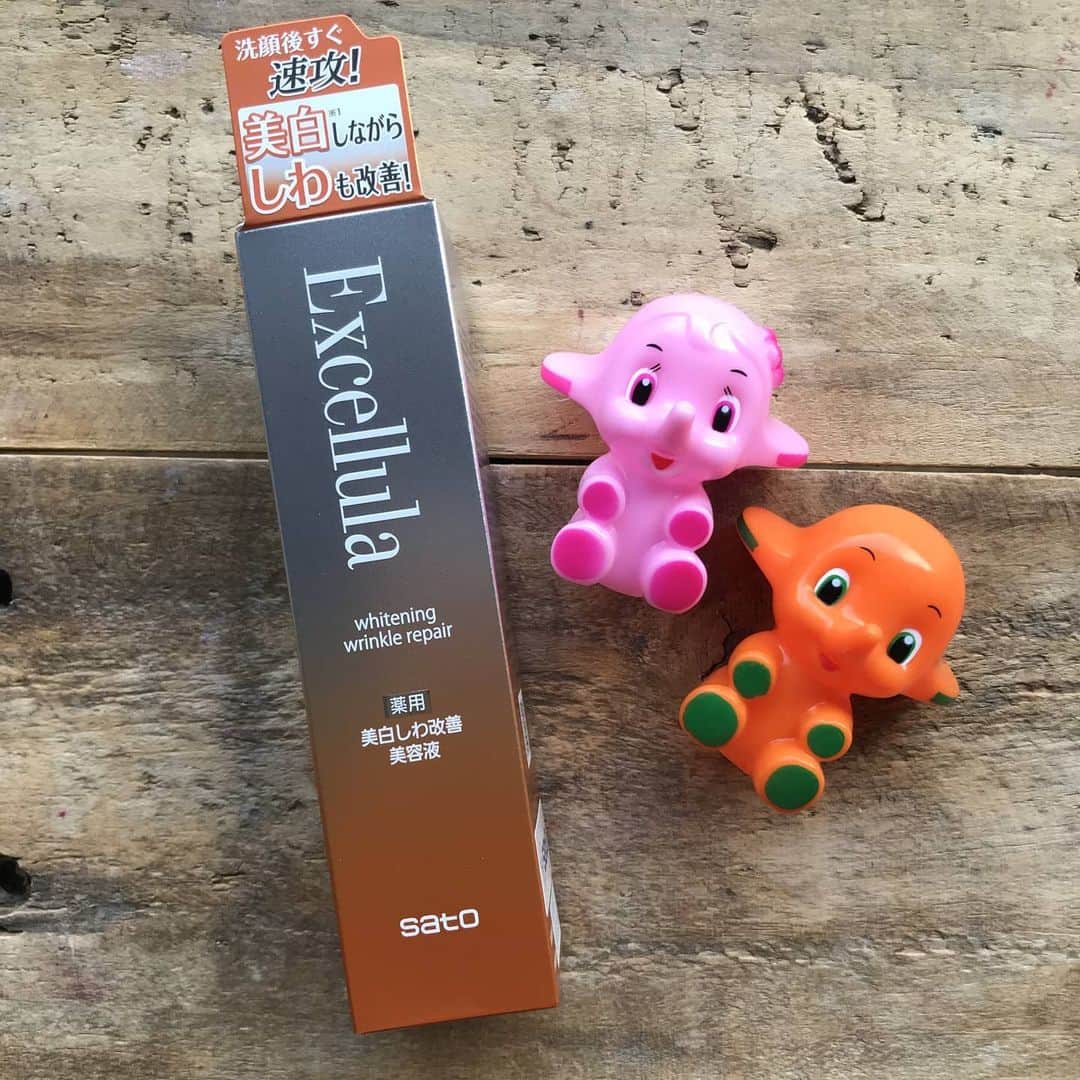 洗顔後すぐ
速攻!
美白※1しながら
しわも改善!
Excellula
whitening
wrinkle repair
薬用
美白しわ改善
美容液
sato